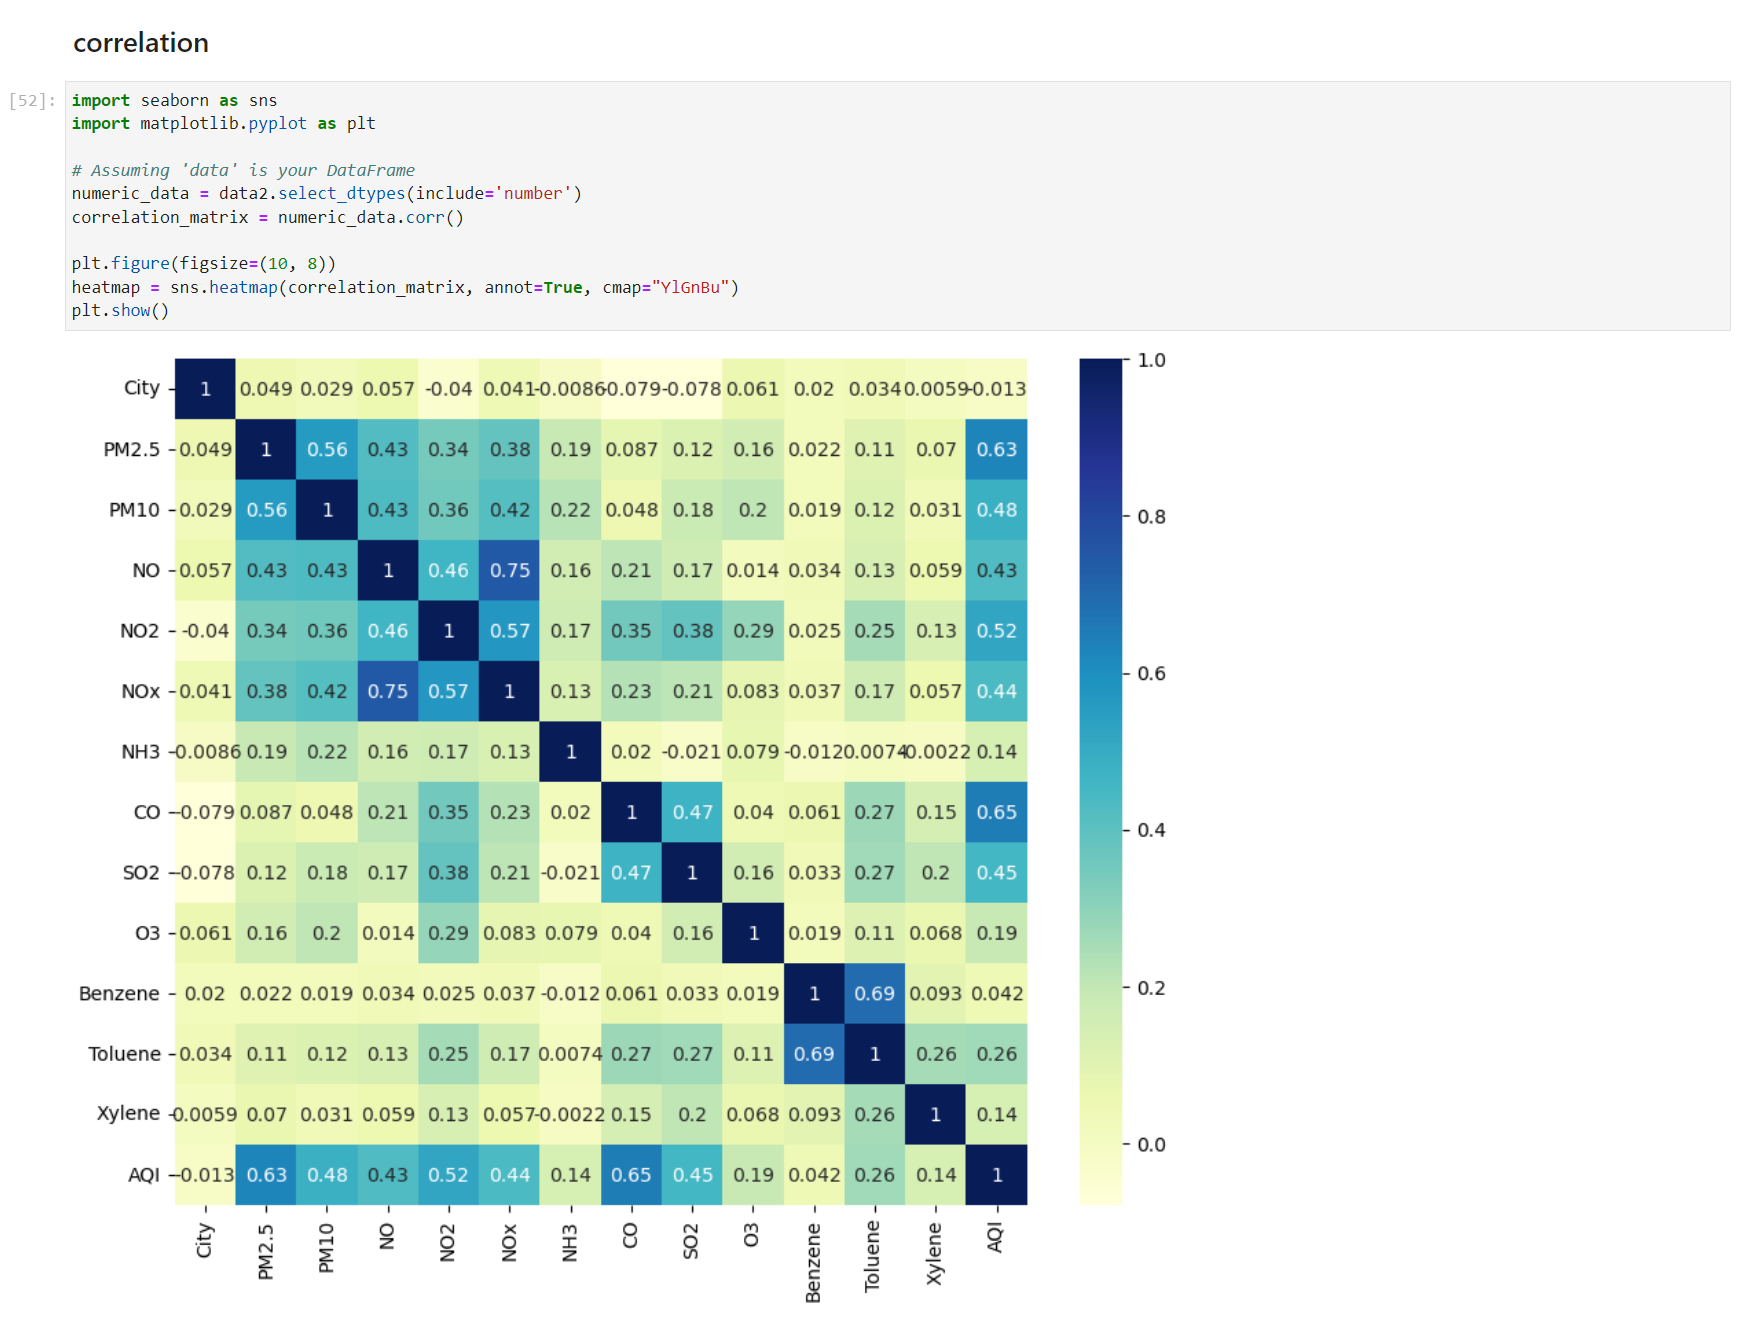 correlation
[52]:
import seaborn as sns
import matplotlib.pyplot as plt
# Assuming 'data' is your DataFrame
numeric_data = data2.select_dtypes(include='number')
correlation_matrix = numeric_data.corr()
plt.figure(figsize=(10, 8))
heatmap = sns.heatmap(correlation_matrix, annot=True, cmap="YlGnBu")
plt.show()
City 1 0.049 0.029 0.057 -0.04 0.041 -0.0086 -0.079 -0.078 0.061 0.02 0.034 0.0059 -0.013
PM2.5 0.049 1 0.56 0.43 0.34 0.38 0.19 0.087 0.12 0.16 0.022 0.11 0.07 0.63
PM10 0.029 0.56 1 0.43 0.36 0.42 0.22 0.048 0.18 0.2 0.019 0.12 0.031 0.48
NO 0.057 0.43 0.43 1 0.46 0.75 0.16 0.21 0.17 0.014 0.034 0.13 0.059 0.43
NO2 -0.04 0.34 0.36 0.46 1 0.57 0.17 0.35 0.38 0.29 0.025 0.25 0.13 0.52
NOx 0.041 0.38 0.42 0.75 0.57 1 0.13 0.23 0.21 0.083 0.037 0.17 0.057 0.44
NH3 -0.0086 0.19 0.22 0.16 0.17 0.13 1 0.02 -0.021 0.079 -0.012 0.0074 -0.0022 0.14
CO -0.079 0.087 0.048 0.21 0.35 0.23 0.02 1 0.47 0.04 0.061 0.27 0.15 0.65
SO2 -0.078 0.12 0.18 0.17 0.38 0.21 -0.021 0.47 1 0.16 0.033 0.27 0.2 0.45
O3 0.061 0.16 0.2 0.014 0.29 0.083 0.079 0.04 0.16 1 0.019 0.11 0.068 0.19
Benzene 0.02 0.022 0.019 0.034 0.025 0.037 -0.012 0.061 0.033 0.019 1 0.69 0.093 0.042
Toluene 0.034 0.11 0.12 0.13 0.25 0.17 0.0074 0.27 0.27 0.11 0.69 1 0.26 0.26
Xylene 0.0059 0.07 0.031 0.059 0.13 0.057 -0.0022 0.15 0.2 0.068 0.093 0.26 1 0.14
AQI -0.013 0.63 0.48 0.43 0.52 0.44 0.14 0.65 0.45 0.19 0.042 0.26 0.14 1
City PM2.5 PM10 NO NO2 NOx NH3 CO SO2 O3 Benzene Toluene Xylene AQI
1.0
0.8
0.6
0.4
0.2
0.0